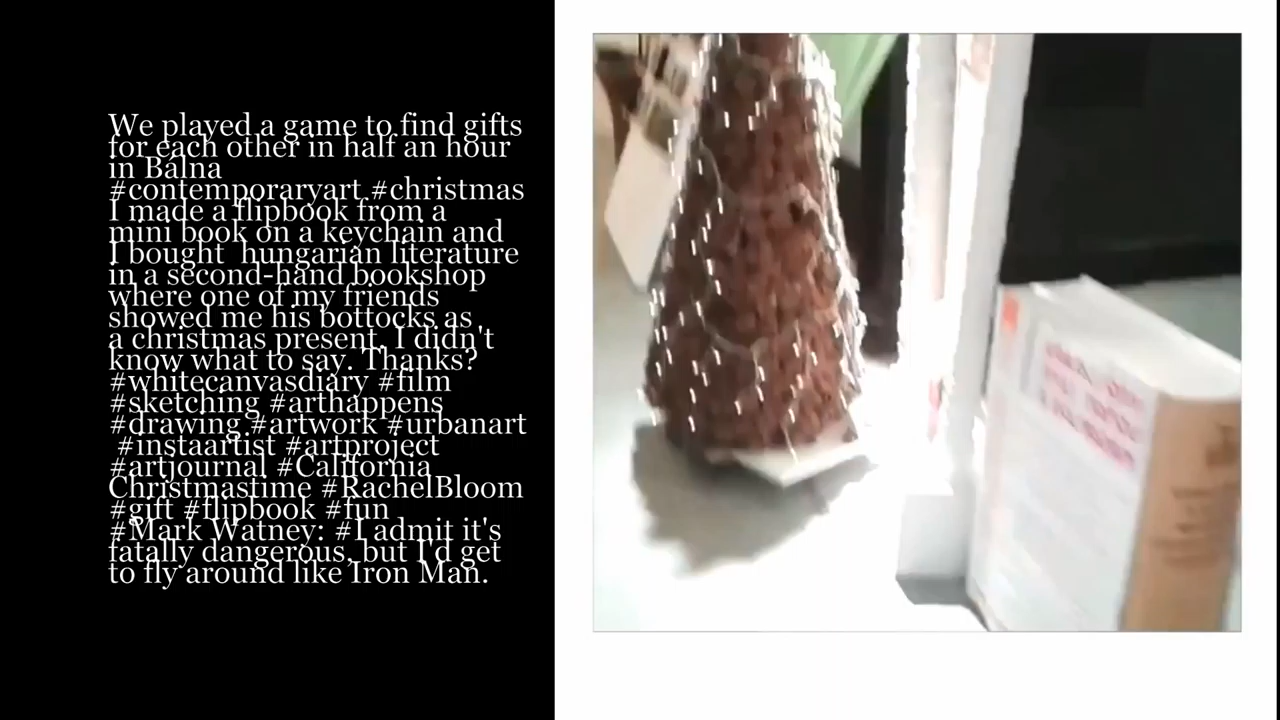 We played a game to find gifts
for each other in half an hour
in Bálna
#contemporaryart #christmas
I made a flipbook from a
mini book on a keychain and
I bought  hungarian literature
in a second-hand bookshop
where one of my friends
showed me his bottocks as
a christmas present. I didn't
know what to say. Thanks?
#whitecanvasdiary #film
#sketching #arthappens
#drawing #artwork #urbanart
#instaartist #artproject
#artjournal #California
Christmastime #RachelBloom
#gift #flipbook #fun
#Mark Watney: #I admit it's
fatally dangerous, but I'd get
to fly around like Iron Man.